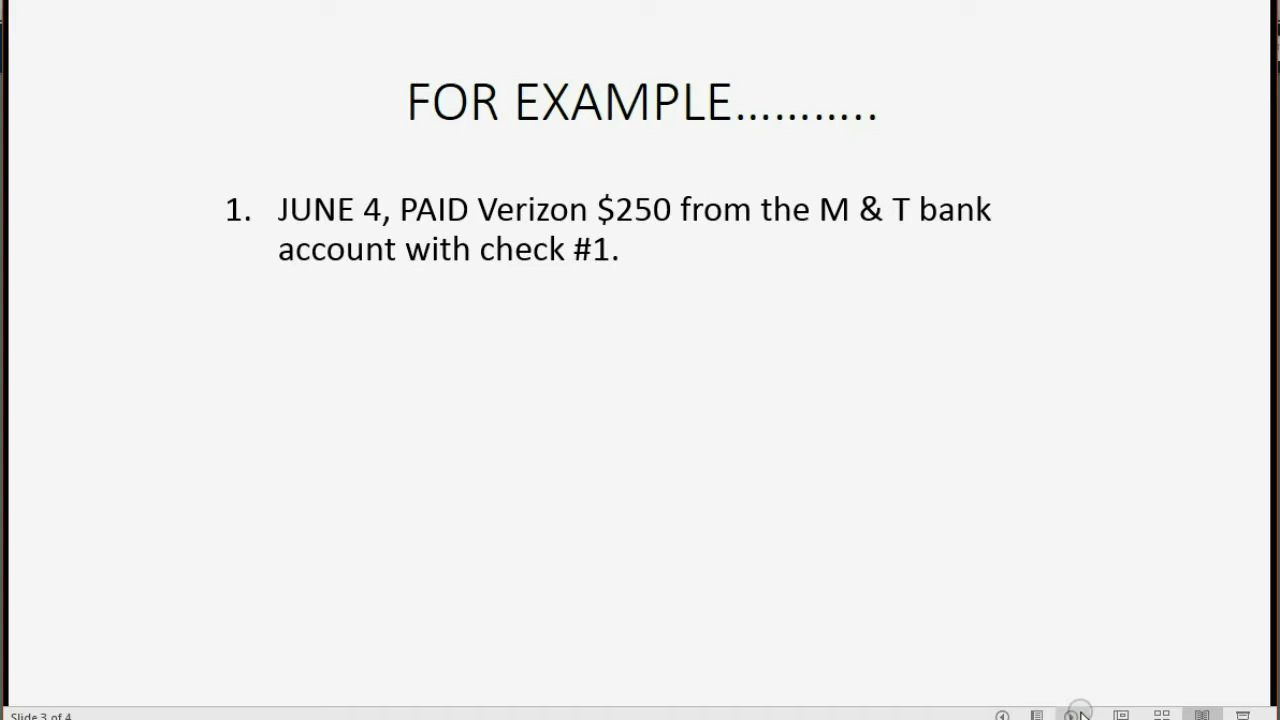 FOR EXAMPLE………..
1. JUNE 4, PAID Verizon $250 from the M & T bank
account with check #1.
Slide 3 of 4